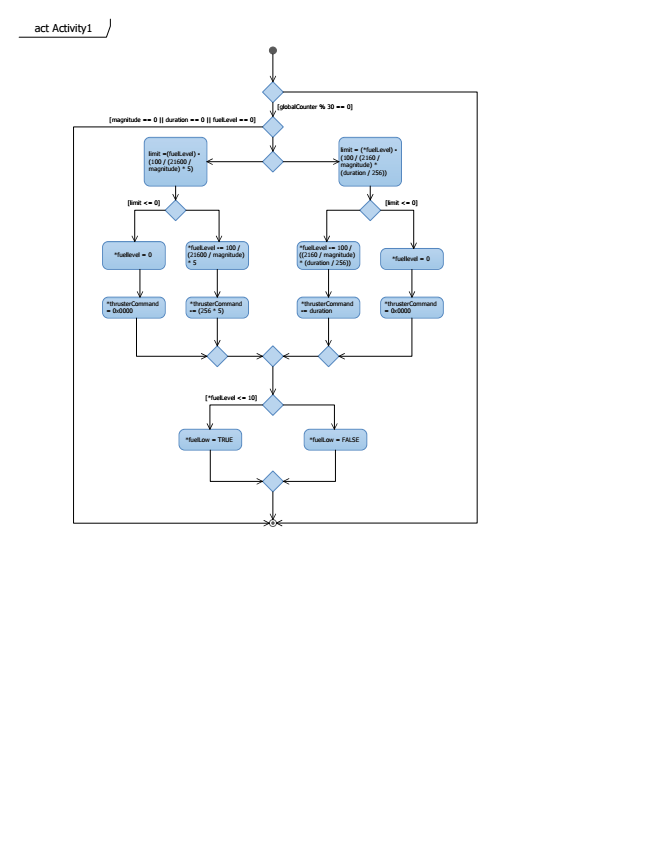 act Activity1
[globalCounter % 30 == 0]
[magnitude == 0 || duration == 0 || fuelLevel == 0]
limit =(fuelLevel) -
(100 / (21600 /
magnitude) * 5)
limit = (*fuelLevel) -
(100 / (2160 /
magnitude) *
(duration / 256))
[limit <= 0]
[limit <= 0]
*fuellevel = 0
*fuelLevel -= 100 /
(21600 / magnitude)
* 5
*fuelLevel -= 100 /
((2160 / magnitude)
* (duration / 256))
*fuellevel = 0
*thrusterCommand
= 0x0000
*thrusterCommand
-= (256 * 5)
*thrusterCommand
-= duration
*thrusterCommand
= 0x0000
[*fuelLevel <= 10]
*fuelLow = TRUE
*fuelLow = FALSE